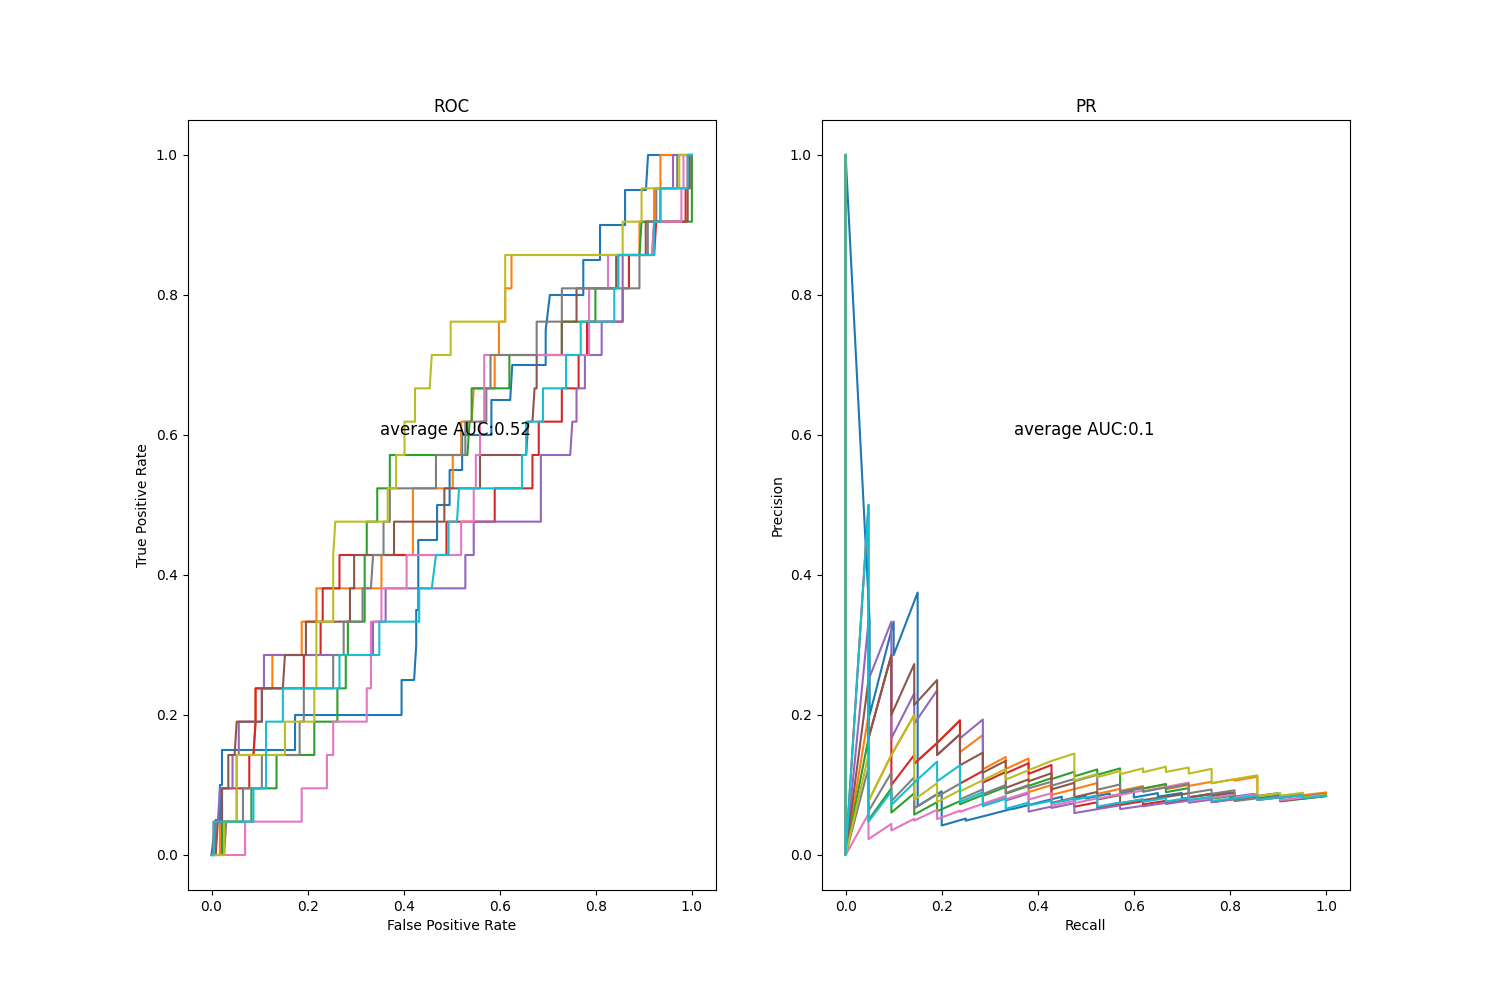 ROC
True Positive Rate
1.0
0.8
0.6
0.4
0.2
0.0
average AUC:0.52
0.0 0.2 0.4 0.6 0.8 1.0
False Positive Rate
PR
Precision
1.0
0.8
0.6
0.4
0.2
0.0
average AUC:0.1
0.0 0.2 0.4 0.6 0.8 1.0
Recall